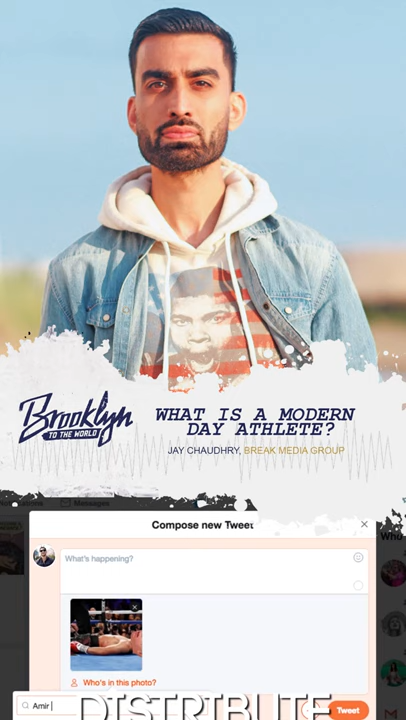 Brooklyn
TO THE WORLD
WHAT IS A MODERN
DAY ATHLETE?
JAY CHAUDHRY, BREAK MEDIA GROUP
Messages
Compose new Tweet
Who
What's happening?
Who's in this photo?
Amir
Tweet
DISTRIBUTE